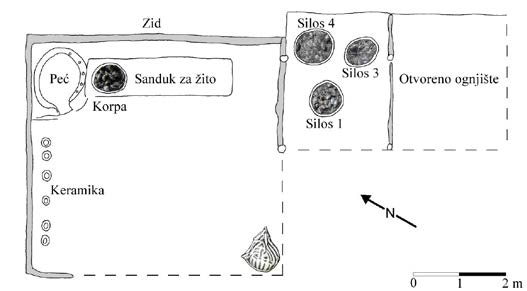 Zid
Silos 4
Peć
Sanduk za žito
Silos 3
Otvoreno ognjište
Korpa
Silos 1
Keramika
N
0 1 2 m